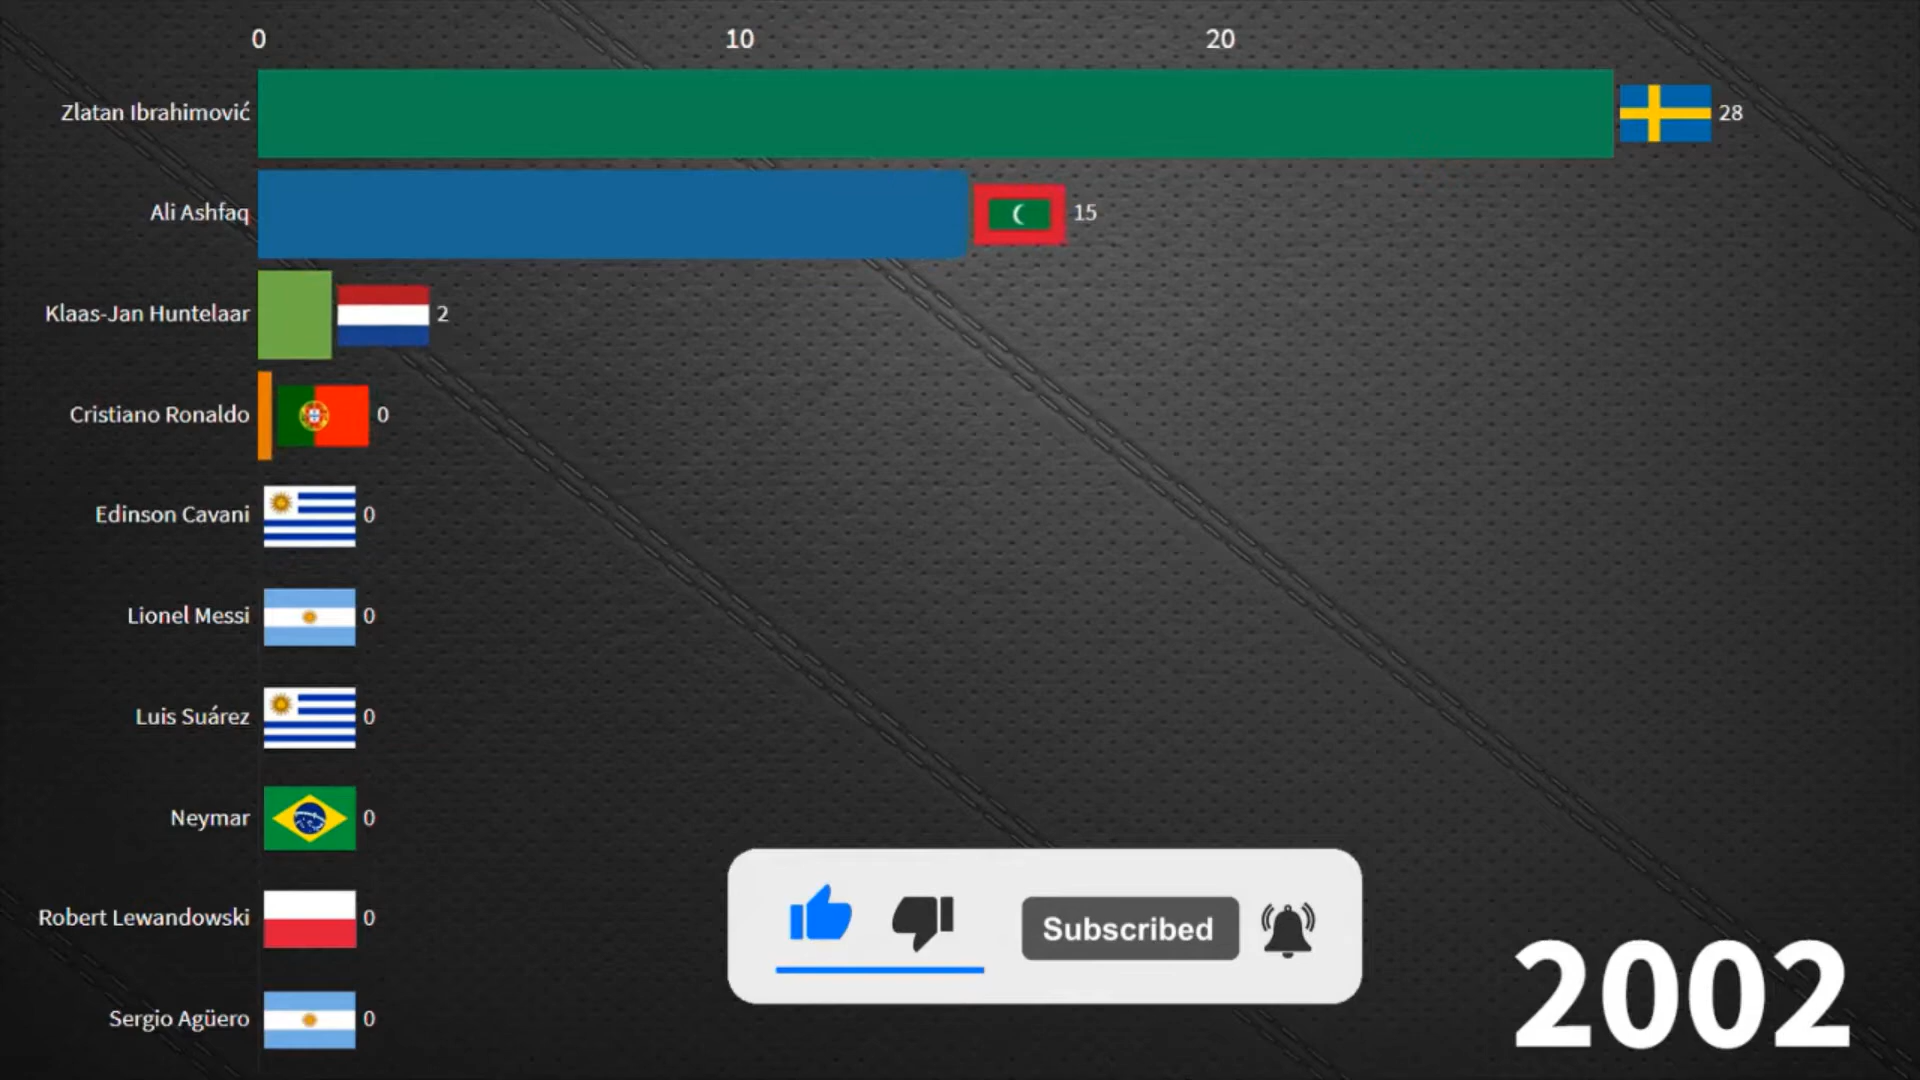 0 10 20
Zlatan Ibrahimović 28
Ali Ashfaq 15
Klaas-Jan Huntelaar 2
Cristiano Ronaldo 0
Edinson Cavani 0
Lionel Messi 0
Luis Suárez 0
Neymar 0
Robert Lewandowski 0
Sergio Agüero 0
Subscribed
2002